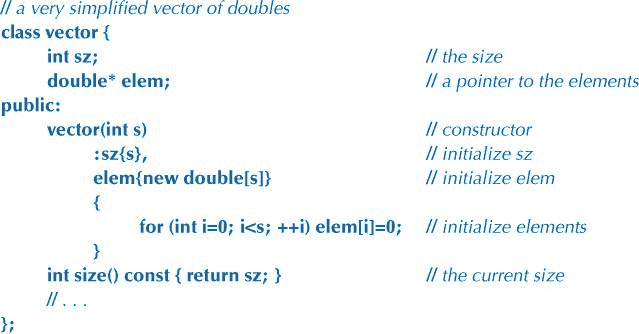 // a very simplified vector of doubles
class vector {
int sz; // the size
double* elem; // a pointer to the elements
public:
vector(int s) // constructor
:sz{s}, // initialize sz
elem{new double[s]} // initialize elem
{
for (int i=0; i<s; ++i) elem[i]=0; // initialize elements
}
int size() const { return sz; } // the current size
// . . .
};